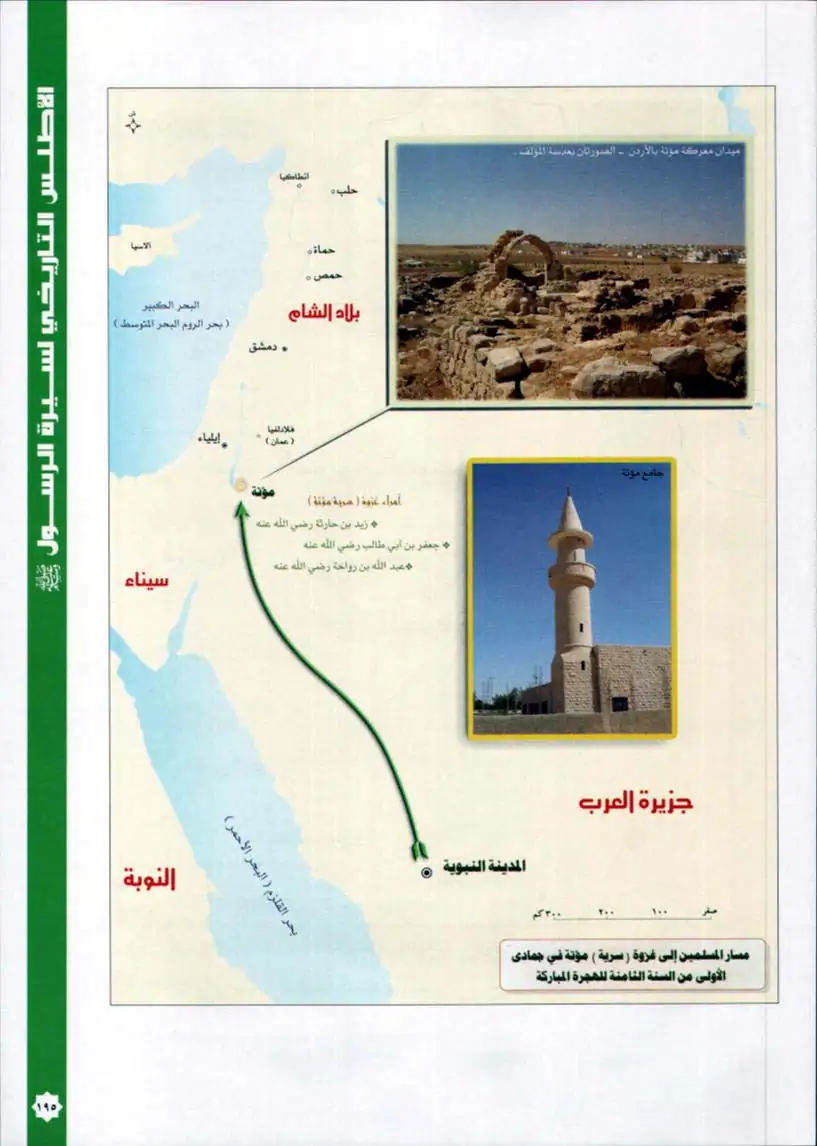 الأطلس التاريخي لسيرة الرسول ﷺ
ميدان معركة مؤتة بالأردن - الصورتان بعدسة المؤلف.
انطاكيا
حلب
الاسيا
حماة
حمص
البحر الكبير
( بحر الروم البحر المتوسط )
بلاد الشام
دمشق
فلادلفيا
( عمان )
إيلياء
جامع مؤتة
مؤتة
أمراء غزوة ( سرية مؤتة )
❖ زيد بن حارثة رضي الله عنه
❖ جعفر بن أبي طالب رضي الله عنه
❖ عبد الله بن رواحة رضي الله عنه
سيناء
جزيرة العرب
بحر القلزم ( البحر الأحمر )
المدينة النبوية
النوبة
صفر ١٠٠ ٢٠٠ ٣٠٠كم
مسار المسلمين إلى غزوة ( سرية ) مؤتة في جمادى
الأولى من السنة الثامنة للهجرة المباركة
١٩٥